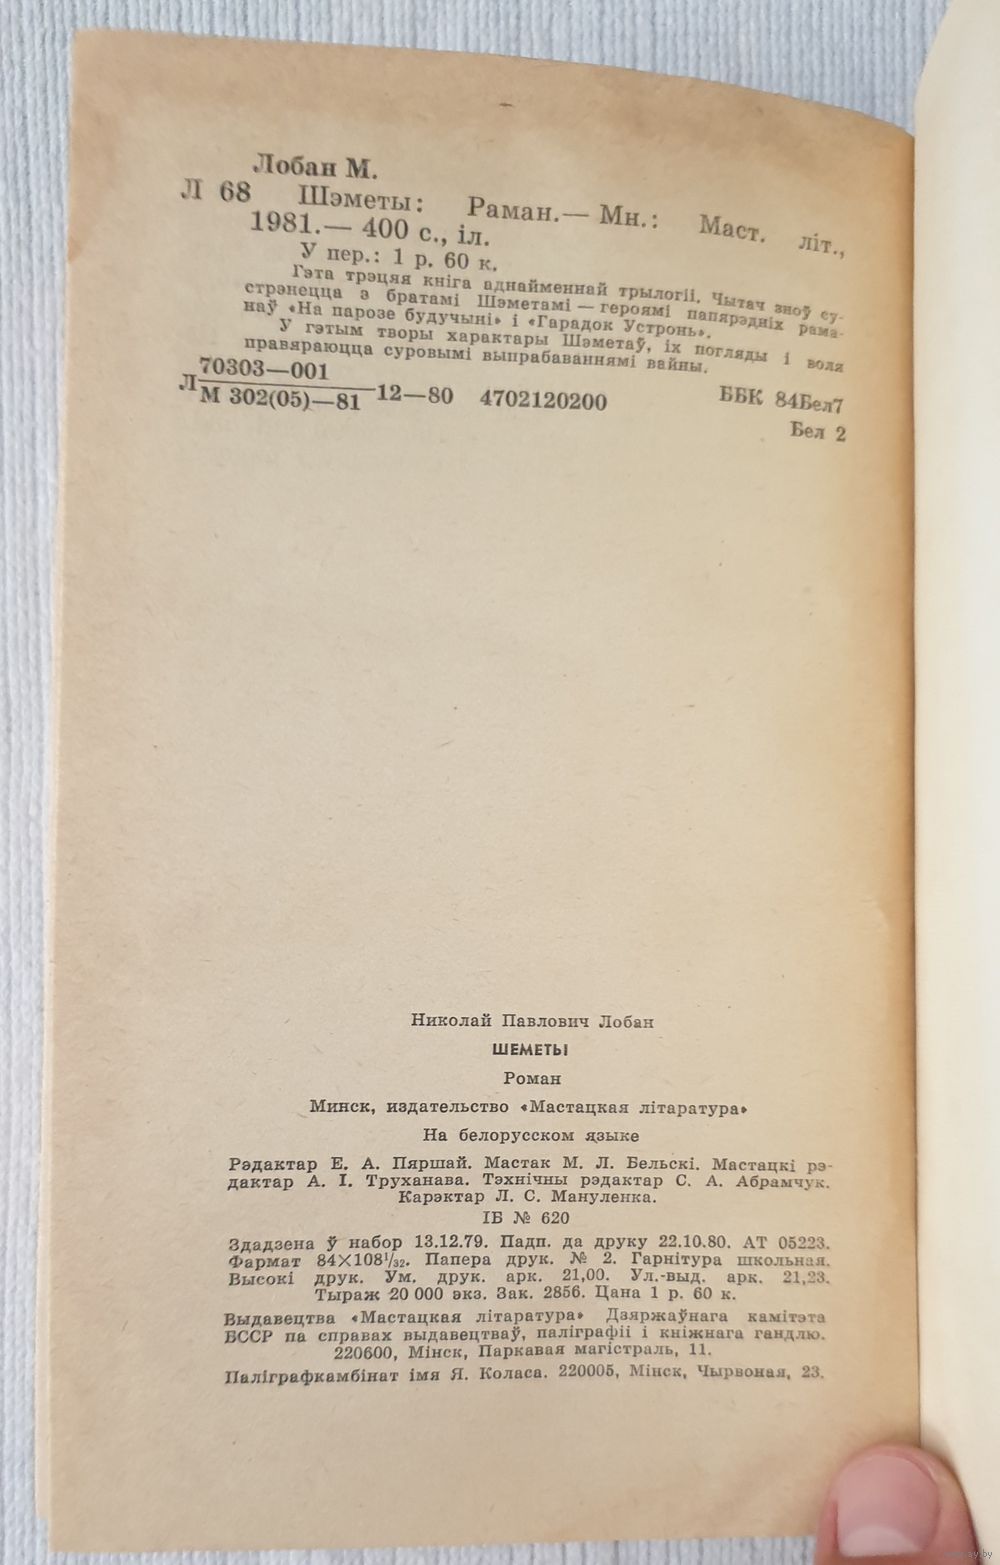 Лобан М.
Л 68 Шэметы: Раман.— Мн.: Маст. літ.,
1981.— 400 с., іл.
У пер.: 1 р. 60 к.
Гэта трэцяя кніга аднайменнай трылогіі. Чытач зноў су-
стрэнецца з братамі Шэметамі — героямі папярэдніх рама-
наў «На парозе будучыні» і «Гарадок Устронь».
У гэтым творы характары Шэметаў, іх погляды і воля
правяраюцца суровымі выпрабаваннямі вайны.
70303—001
Л 12—80 4702120200 ББК 84Бел7
М 302(05)—81
Бел 2
Николай Павлович Лобан
ШЕМЕТЫ
Роман
Минск, издательство «Мастацкая літаратура»
На белорусском языке
Рэдактар Е. А. Пяршай. Мастак М. Л. Бельскі. Мастацкі рэ-
дактар А. І. Труханава. Тэхнічны рэдактар С. А. Абрамчук.
Карэктар Л. С. Мануленка.
ІБ № 620
Здадзена ў набор 13.12.79. Падп. да друку 22.10.80. АТ 05223.
Фармат 84×108¹/₃₂. Папера друк. № 2. Гарнітура школьная.
Высокі друк. Ум. друк. арк. 21,00. Ул.-выд. арк. 21,23.
Тыраж 20 000 экз. Зак. 2856. Цана 1 р. 60 к.
Выдавецтва «Мастацкая літаратура» Дзяржаўнага камітэта
БССР па справах выдавецтваў, паліграфіі і кніжнага гандлю.
220600, Мінск, Паркавая магістраль, 11.
Паліграфкамбінат імя Я. Коласа. 220005, Мінск, Чырвоная, 23.